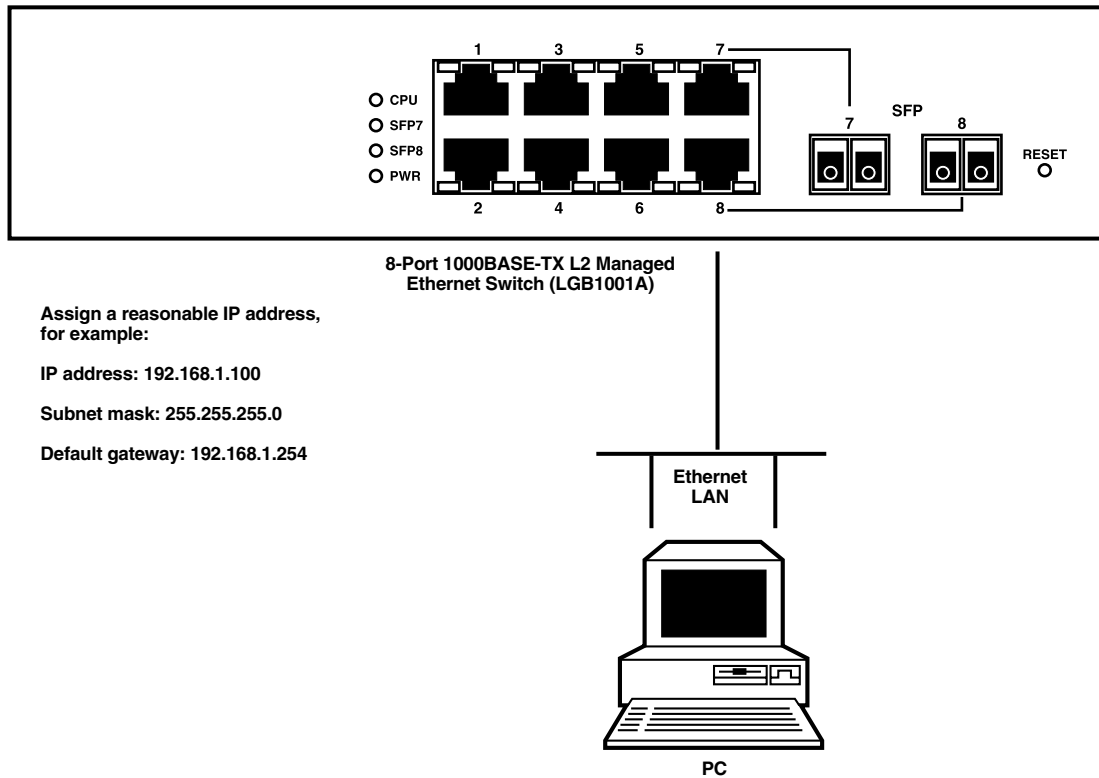 1 3 5 7
CPU
SFP7
SFP8
PWR
2 4 6 8
SFP
7 8
RESET
8-Port 1000BASE-TX L2 Managed
Ethernet Switch (LGB1001A)
Assign a reasonable IP address,
for example:
IP address: 192.168.1.100
Subnet mask: 255.255.255.0
Default gateway: 192.168.1.254
Ethernet
LAN
PC